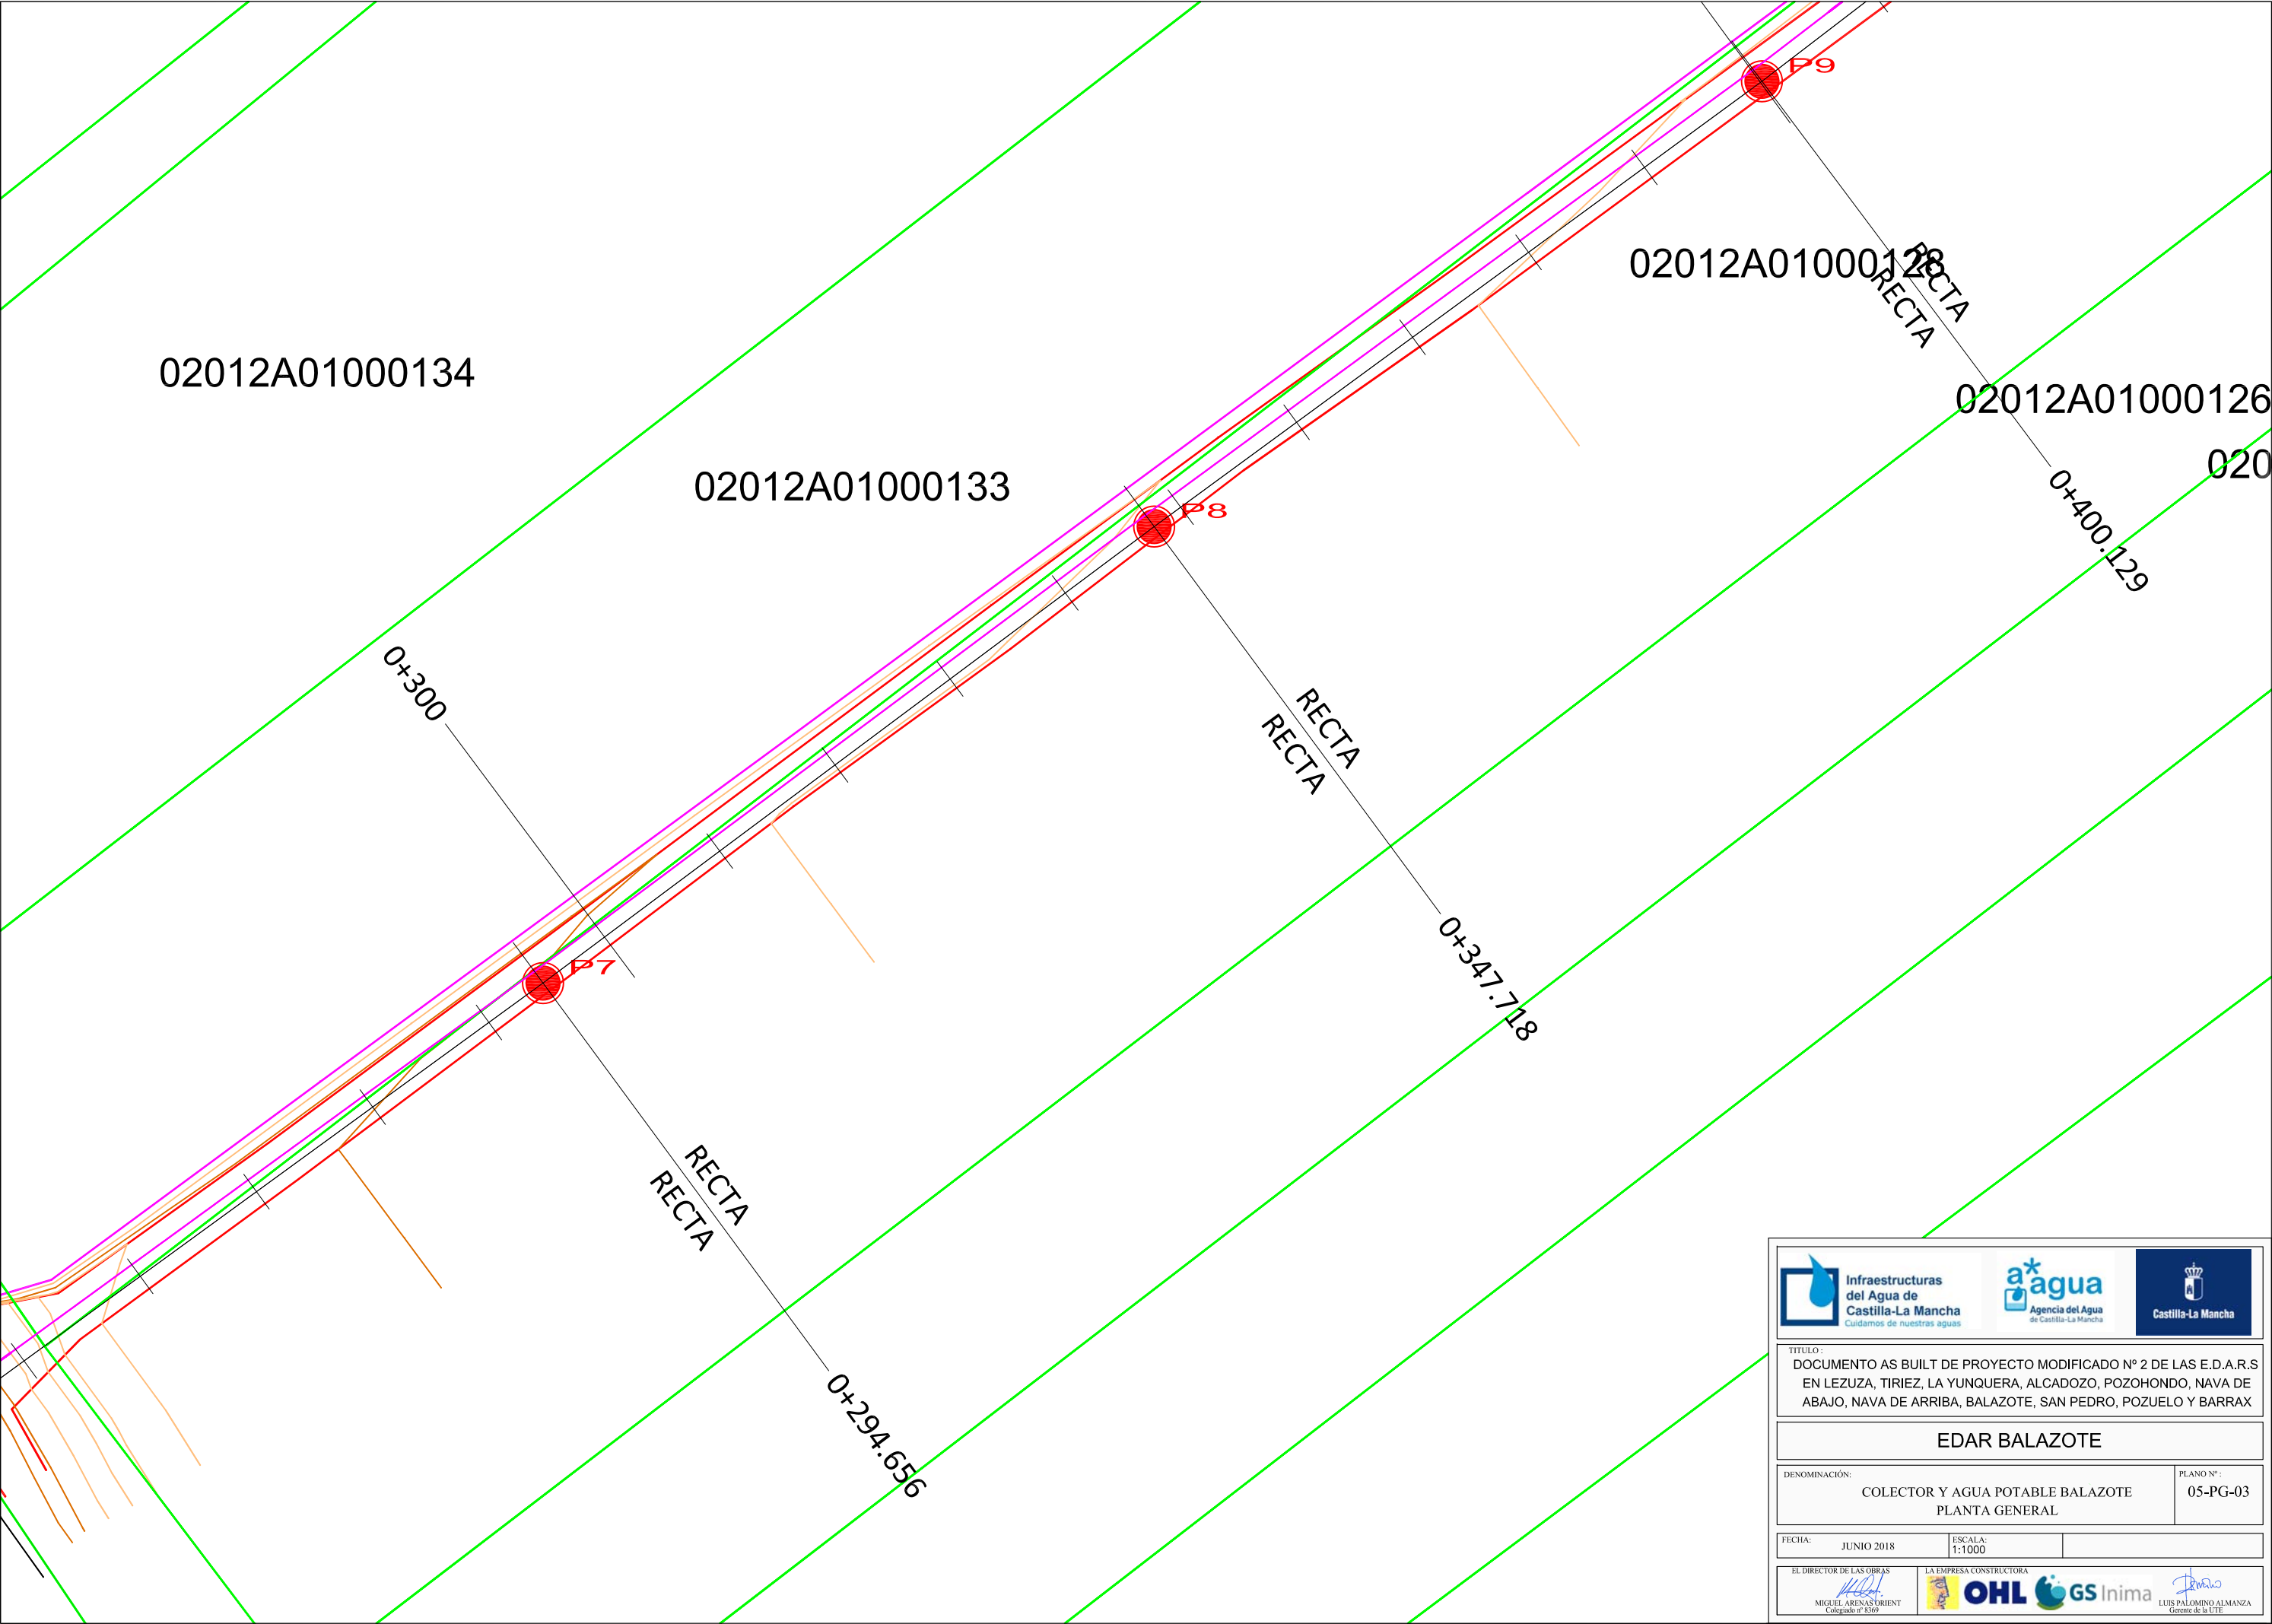 P9
02012A01000128
RECTA
RECTA
02012A01000134
02012A01000126
020
02012A01000133
0+400.129
P8
0+300
RECTA
RECTA
0+347.718
P7
RECTA
RECTA
0+294.656
Infraestructuras
del Agua de
Castilla-La Mancha
Cuidamos de nuestras aguas
a*
agua
Agencia del Agua
de Castilla-La Mancha
Castilla-La Mancha
TITULO :
DOCUMENTO AS BUILT DE PROYECTO MODIFICADO Nº 2 DE LAS E.D.A.R.S
EN LEZUZA, TIRIEZ, LA YUNQUERA, ALCADOZO, POZOHONDO, NAVA DE
ABAJO, NAVA DE ARRIBA, BALAZOTE, SAN PEDRO, POZUELO Y BARRAX
EDAR BALAZOTE
DENOMINACIÓN:
COLECTOR Y AGUA POTABLE BALAZOTE
PLANTA GENERAL
PLANO Nº :
05-PG-03
FECHA:
JUNIO 2018
ESCALA:
1:1000
EL DIRECTOR DE LAS OBRAS
MIGUEL ARENAS ORIENT
Colegiado nº 8369
LA EMPRESA CONSTRUCTORA
OHL
GS Inima
LUIS PALOMINO ALMANZA
Gerente de la UTE